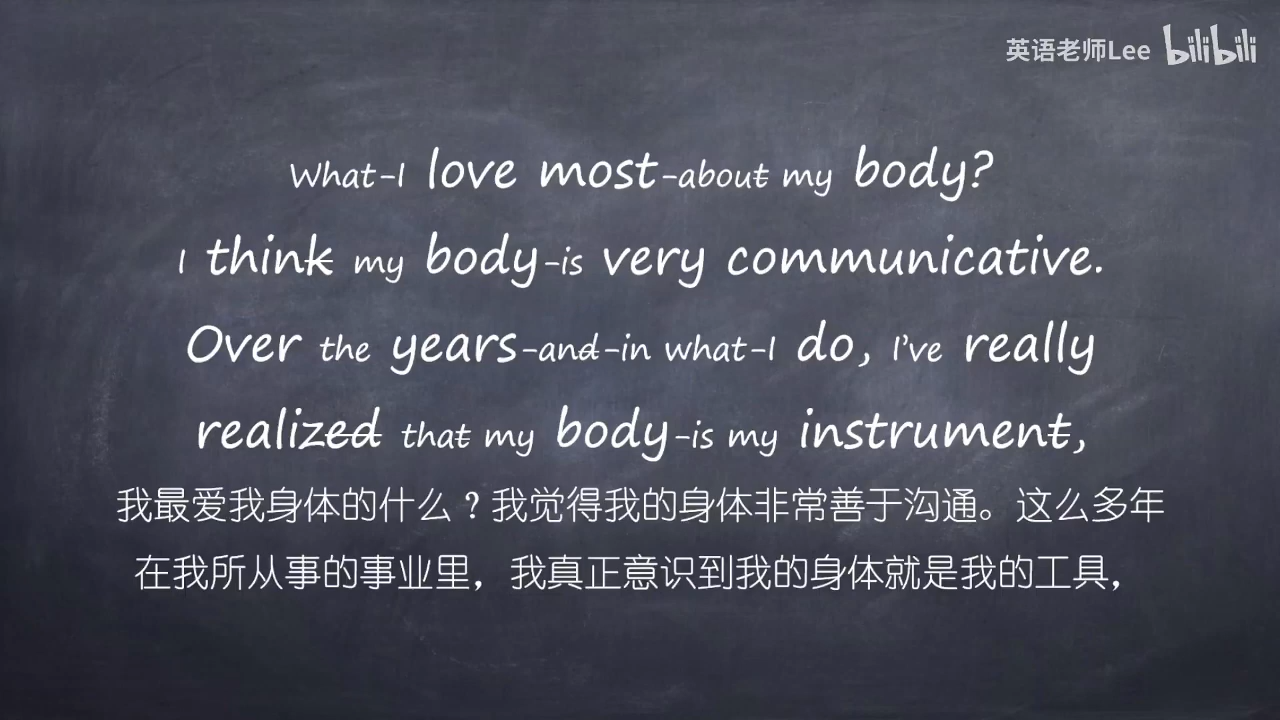 英语老师Lee bilibili
What-I love most-about my body?
I think my body-is very communicative.
Over the years-and-in what-I do, I've really
realized that my body-is my instrument,
我最爱我身体的什么？我觉得我的身体非常善于沟通。这么多年
在我所从事的事业里，我真正意识到我的身体就是我的工具，